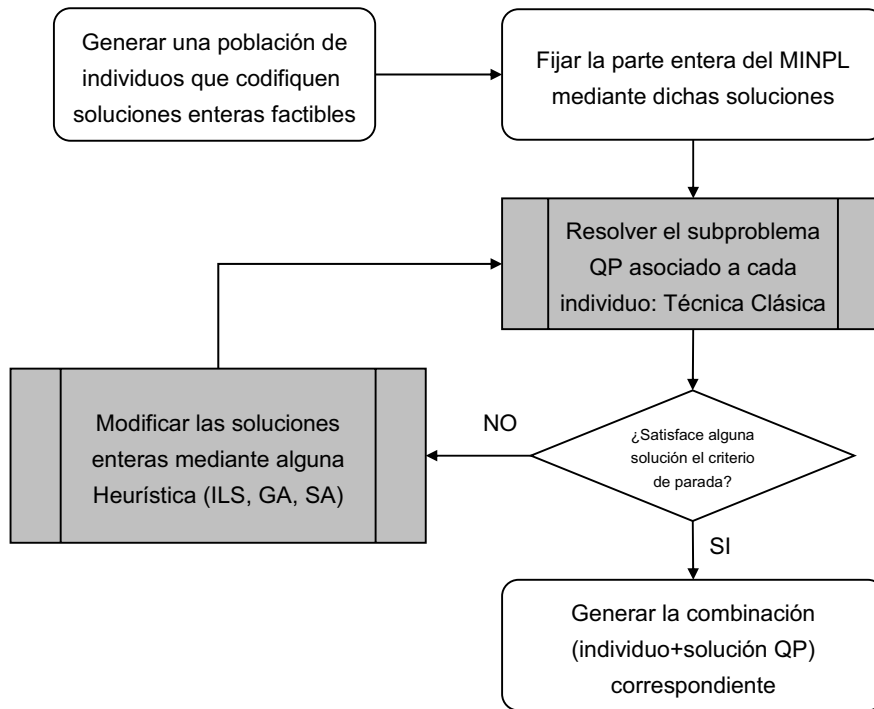 Generar una población de
individuos que codifiquen
soluciones enteras factibles
Fijar la parte entera del MINPL
mediante dichas soluciones
Resolver el subproblema
QP asociado a cada
individuo: Técnica Clásica
Modificar las soluciones
enteras mediante alguna
Heurística (ILS, GA, SA)
NO
¿Satisface alguna
solución el criterio
de parada?
SI
Generar la combinación
(individuo+solución QP)
correspondiente